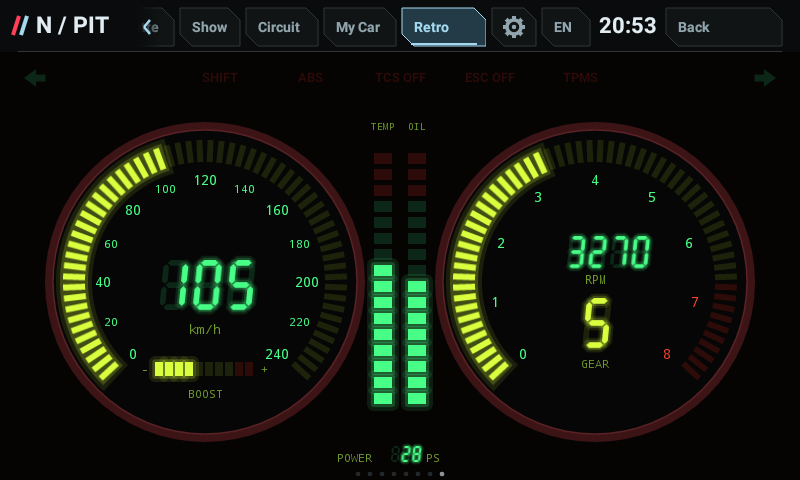 N / PIT
Show
Circuit
My Car
Retro
EN
20:53
Back
SHIFT
ABS
TCS OFF
ESC OFF
TPMS
TEMP
OIL
0
20
40
60
80
100
120
140
160
180
200
220
240
105
km/h
- +
BOOST
0
1
2
3
4
5
6
7
8
3270
RPM
5
GEAR
POWER 28 PS